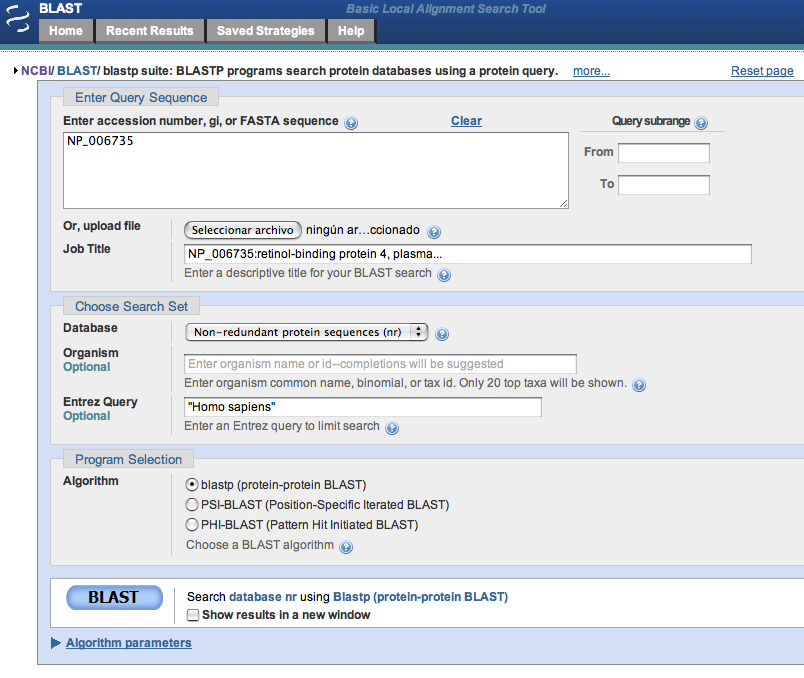 BLAST
Basic Local Alignment Search Tool
Home Recent Results Saved Strategies Help
NCBI/ BLAST/ blastp suite: BLASTP programs search protein databases using a protein query. more... Reset page
Enter Query Sequence
Enter accession number, gi, or FASTA sequence Clear Query subrange
NP_006735
From
To
Or, upload file Seleccionar archivo ningún ar...ccionado
Job Title NP_006735:retinol-binding protein 4, plasma...
Enter a descriptive title for your BLAST search
Choose Search Set
Database Non-redundant protein sequences (nr)
Organism
Optional Enter organism name or id--completions will be suggested
Enter organism common name, binomial, or tax id. Only 20 top taxa will be shown.
Entrez Query
Optional "Homo sapiens"
Enter an Entrez query to limit search
Program Selection
Algorithm blastp (protein-protein BLAST)
PSI-BLAST (Position-Specific Iterated BLAST)
PHI-BLAST (Pattern Hit Initiated BLAST)
Choose a BLAST algorithm
BLAST Search database nr using Blastp (protein-protein BLAST)
Show results in a new window
Algorithm parameters